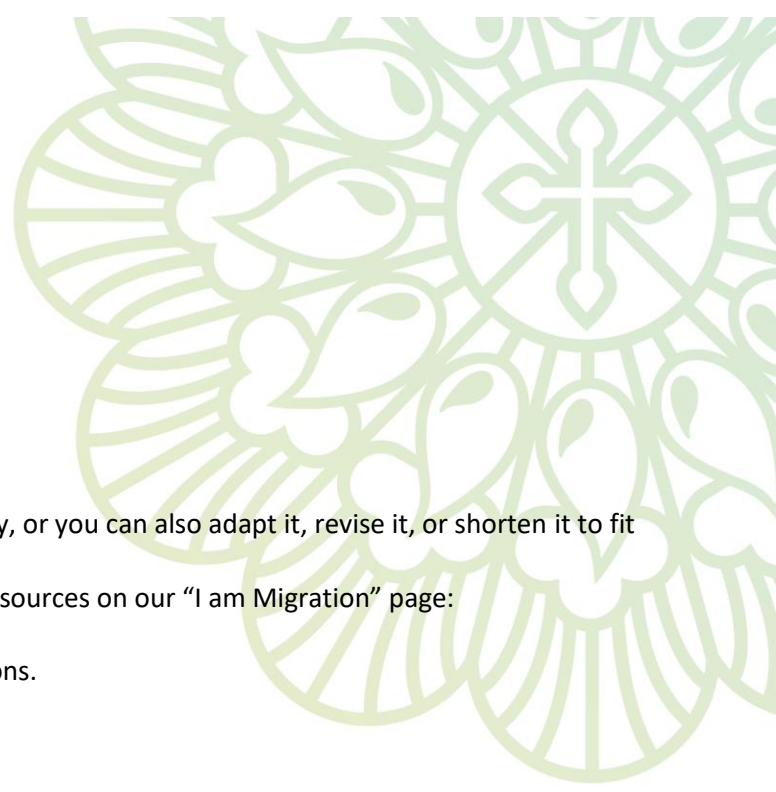 y, or you can also adapt it, revise it, or shorten it to fit
sources on our “I am Migration” page:
ons.